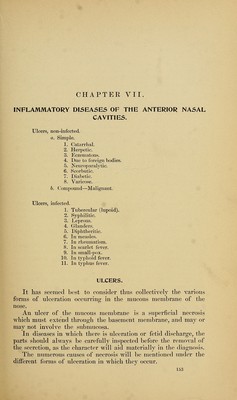 CHAPTER VII.
INFLAMMATORY DISEASES OF THE ANTERIOR NASAL
CAVITIES.
Ulcers, non-infected.
a. Simple.
1. Catarrhal.
2. Herpetic.
3. Eczematous.
4. Due to foreign bodies.
5. Neuroparalytic.
6. Scorbutic.
7. Diabetic.
8. Varicose.
b. Compound—Malignant.
Ulcers, infected.
1. Tubercular (lupoid).
2. Syphilitic.
3. Leprous.
4. Glanders.
5. Diphtheritic.
6. In measles.
7. In rheumatism.
8. In scarlet fever.
9. In small-pox.
10. In typhoid fever.
11. In typhus fever.
ULCERS.
It has seemed best to consider thus collectively the various
forms of ulceration occurring in the mucous membrane of the
nose.
An ulcer of the mucous membrane is a superficial necrosis
which must extend through the basement membrane, and may or
may not involve the submucosa.
In diseases in which there is ulceration or fetid discharge, the
parts should always be carefully inspected before the removal of
the secretion, as the character will aid materially in the diagnosis.
The numerous causes of necrosis will be mentioned under the
different forms of ulceration in which they occur.